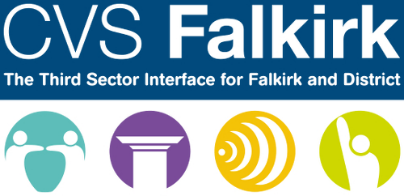 CVS Falkirk
The Third Sector Interface for Falkirk and District